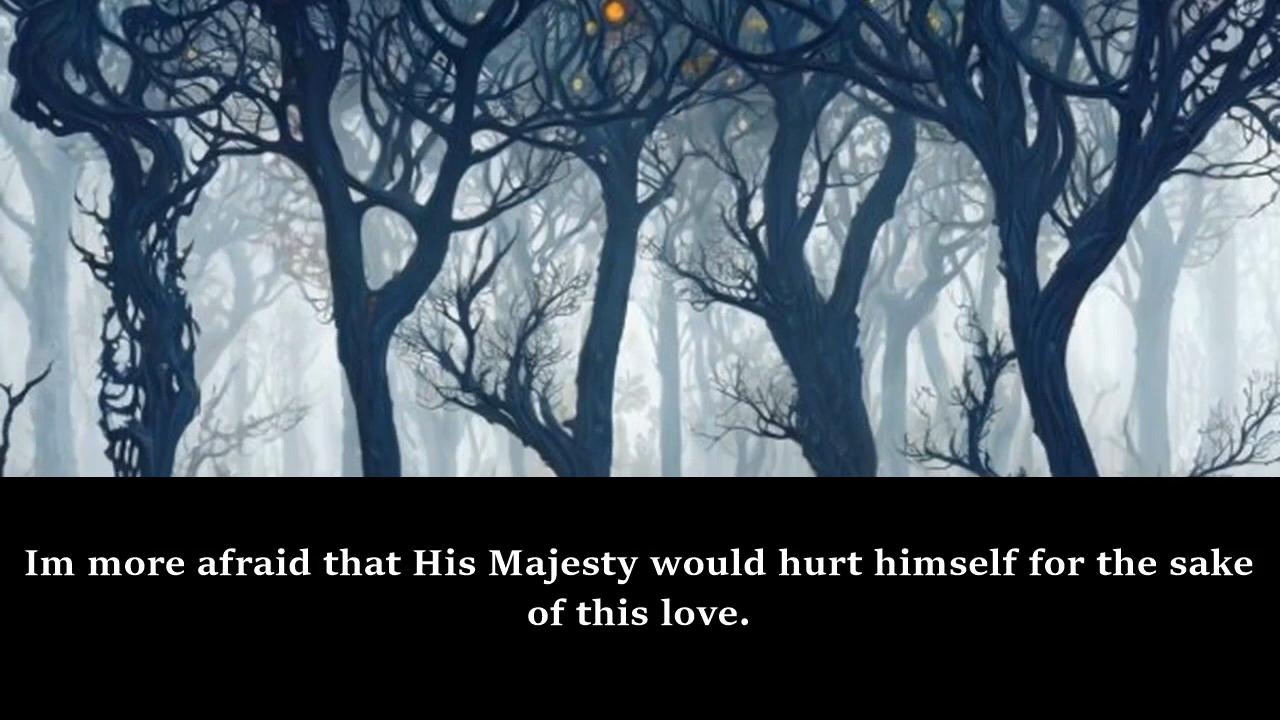 Im more afraid that His Majesty would hurt himself for the sake
of this love.